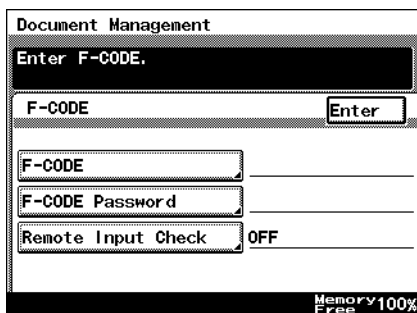 Document Management
Enter F-CODE.
F-CODE
Enter
F-CODE
F-CODE Password
Remote Input Check OFF
Memory Free 100%